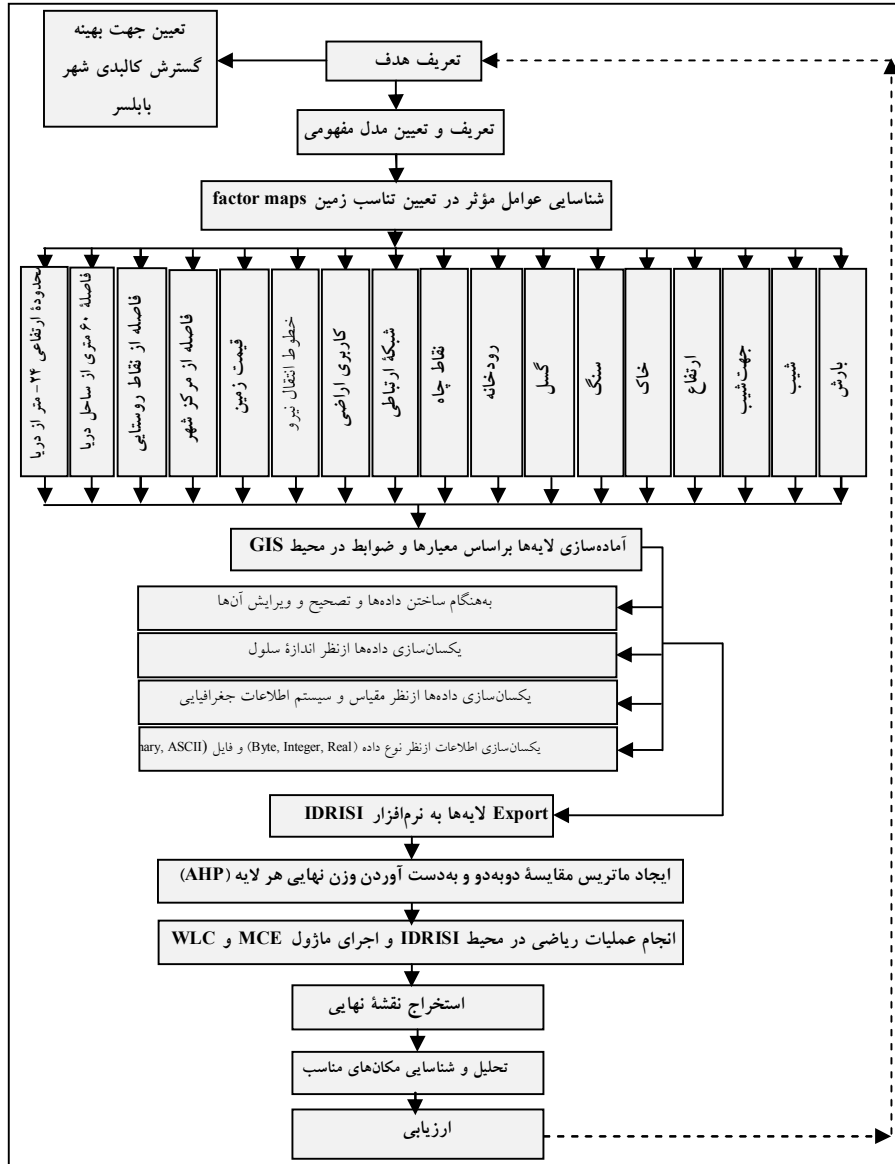 تعیین جهت بهینه
گسترش کالبدی شهر
بابلسر
تعریف هدف
تعریف و تعیین مدل مفهومی
شناسایی عوامل مؤثر در تعیین تناسب زمین factor maps
بارش
شیب
جهت‌شیب
ارتفاع
خاک
سنگ
گسل
رودخانه
نقاط چاه
شبکهٔ ارتباطی
کاربری اراضی
خطوط انتقال نیرو
قیمت زمین
فاصله از مرکز شهر
فاصله از نقاط روستایی
فاصلهٔ ۶۰ متری از ساحل دریا
محدودهٔ ارتفاعی ۲۴- متر از دریا
آماده‌سازی لایه‌ها براساس معیارها و ضوابط در محیط GIS
به‌هنگام ساختن داده‌ها و تصحیح و ویرایش آن‌ها
یکسان‌سازی داده‌ها ازنظر اندازهٔ سلول
یکسان‌سازی داده‌ها ازنظر مقیاس و سیستم اطلاعات جغرافیایی
یکسان‌سازی اطلاعات ازنظر نوع داده (Byte, Integer, Real) و فایل (nary, ASCII
Export لایه‌ها به نرم‌افزار IDRISI
ایجاد ماتریس مقایسهٔ دوبه‌دو و به‌دست آوردن وزن نهایی هر لایه (AHP)
انجام عملیات ریاضی در محیط IDRISI و اجرای ماژول MCE و WLC
استخراج نقشهٔ نهایی
تحلیل و شناسایی مکان‌های مناسب
ارزیابی